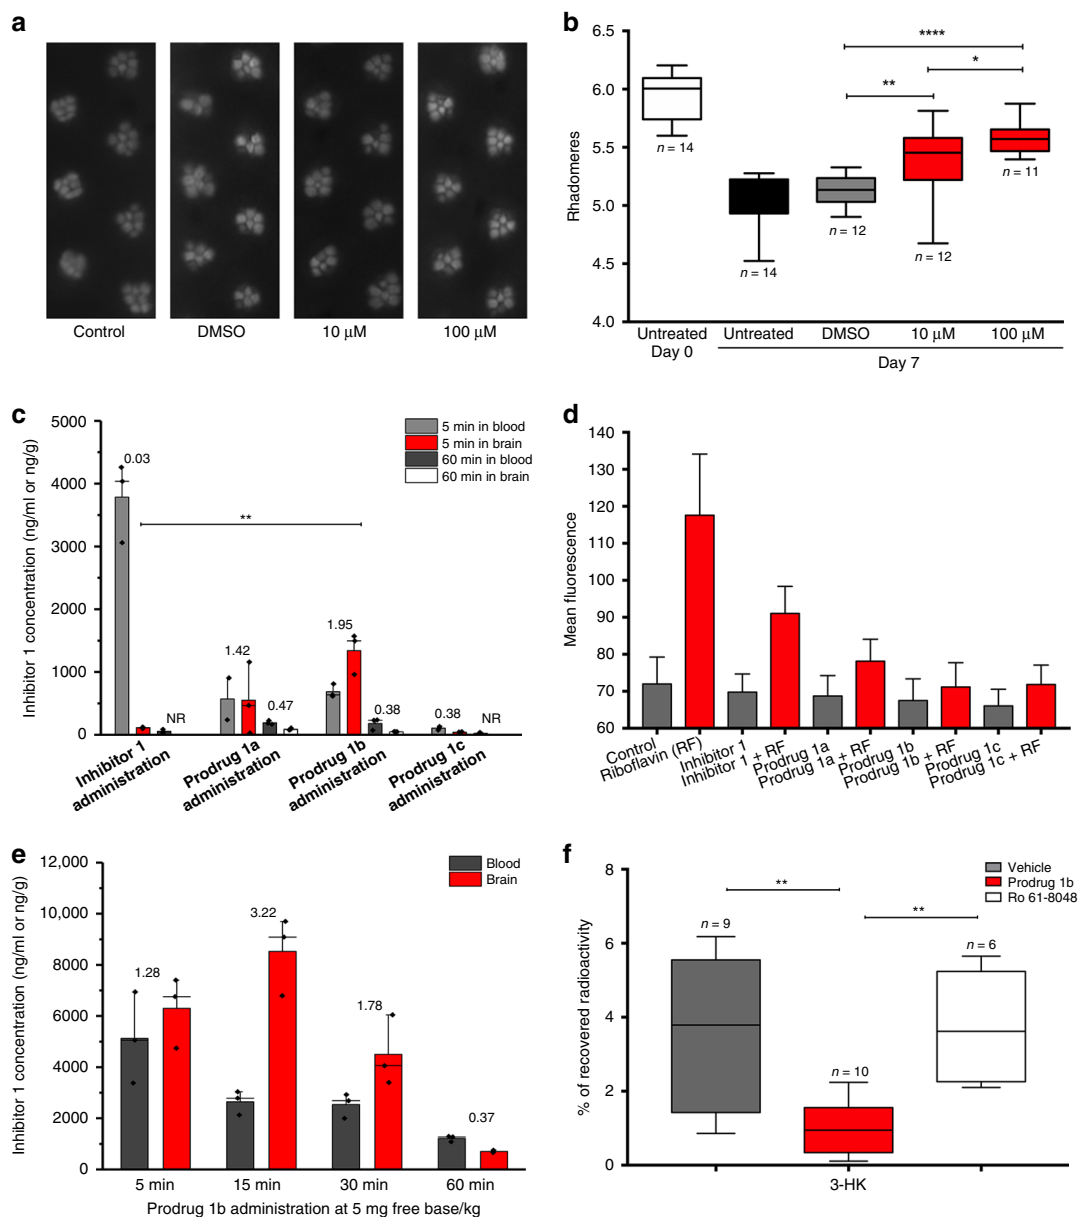 a
Control
DMSO
10 μM
100 μM
b
Rhadomeres
6.5
6.0
5.5
5.0
4.5
4.0
****
*
**
n = 14
n = 14
n = 12
n = 12
n = 11
Untreated
Day 0
Untreated
DMSO
10 μM
100 μM
Day 7
c
Inhibitor 1 concentration (ng/ml or ng/g)
5000
4000
3000
2000
1000
0
5 min in blood
5 min in brain
60 min in blood
60 min in brain
0.03
**
NR
1.42
0.47
1.95
0.38
0.38
NR
Inhibitor 1
administration
Prodrug 1a
administration
Prodrug 1b
administration
Prodrug 1c
administration
d
Mean fluorescence
140
130
120
110
100
90
80
70
60
Control
Riboflavin (RF)
Inhibitor 1
Inhibitor 1 + RF
Prodrug 1a
Prodrug 1a + RF
Prodrug 1b
Prodrug 1b + RF
Prodrug 1c
Prodrug 1c + RF
e
Inhibitor 1 concentration (ng/ml or ng/g)
12,000
10,000
8000
6000
4000
2000
0
Blood
Brain
1.28
3.22
1.78
0.37
5 min
15 min
30 min
60 min
Prodrug 1b administration at 5 mg free base/kg
f
% of recovered radioactivity
8
6
4
2
0
Vehicle
Prodrug 1b
Ro 61-8048
**
**
n = 9
n = 10
n = 6
3-HK